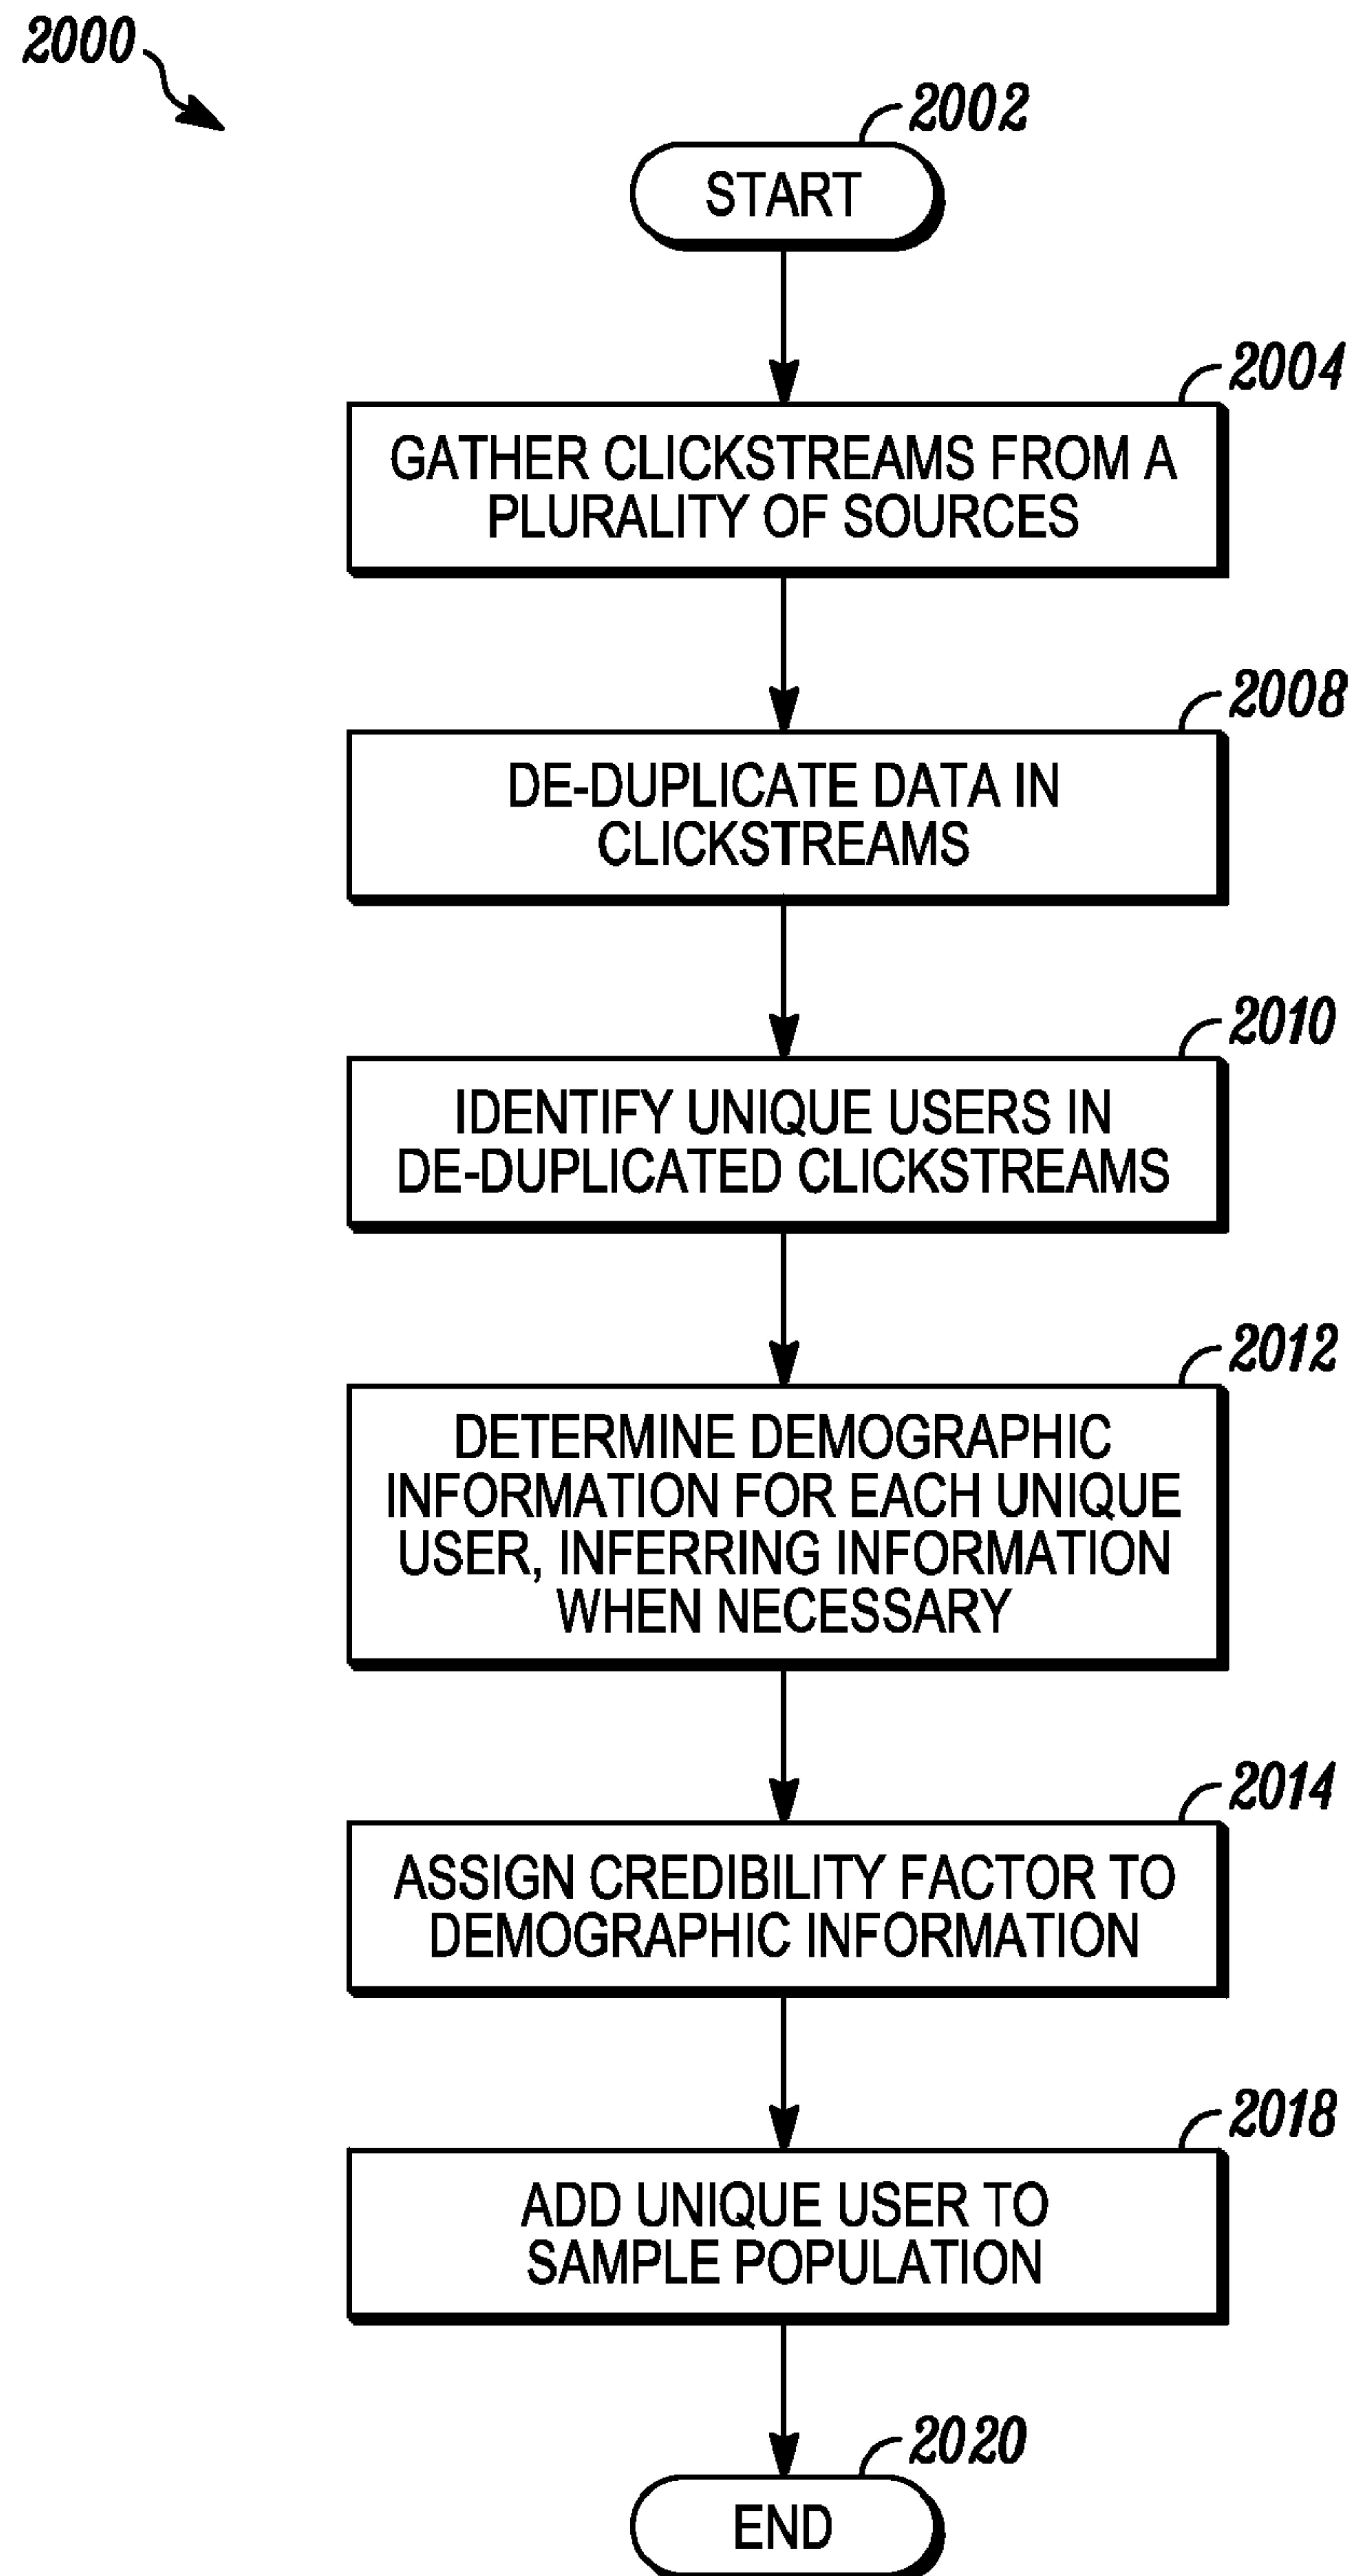 2000
2002
START
2004
GATHER CLICKSTREAMS FROM A
PLURALITY OF SOURCES
2008
DE-DUPLICATE DATA IN
CLICKSTREAMS
2010
IDENTIFY UNIQUE USERS IN
DE-DUPLICATED CLICKSTREAMS
2012
DETERMINE DEMOGRAPHIC
INFORMATION FOR EACH UNIQUE
USER, INFERRING INFORMATION
WHEN NECESSARY
2014
ASSIGN CREDIBILITY FACTOR TO
DEMOGRAPHIC INFORMATION
2018
ADD UNIQUE USER TO
SAMPLE POPULATION
2020
END